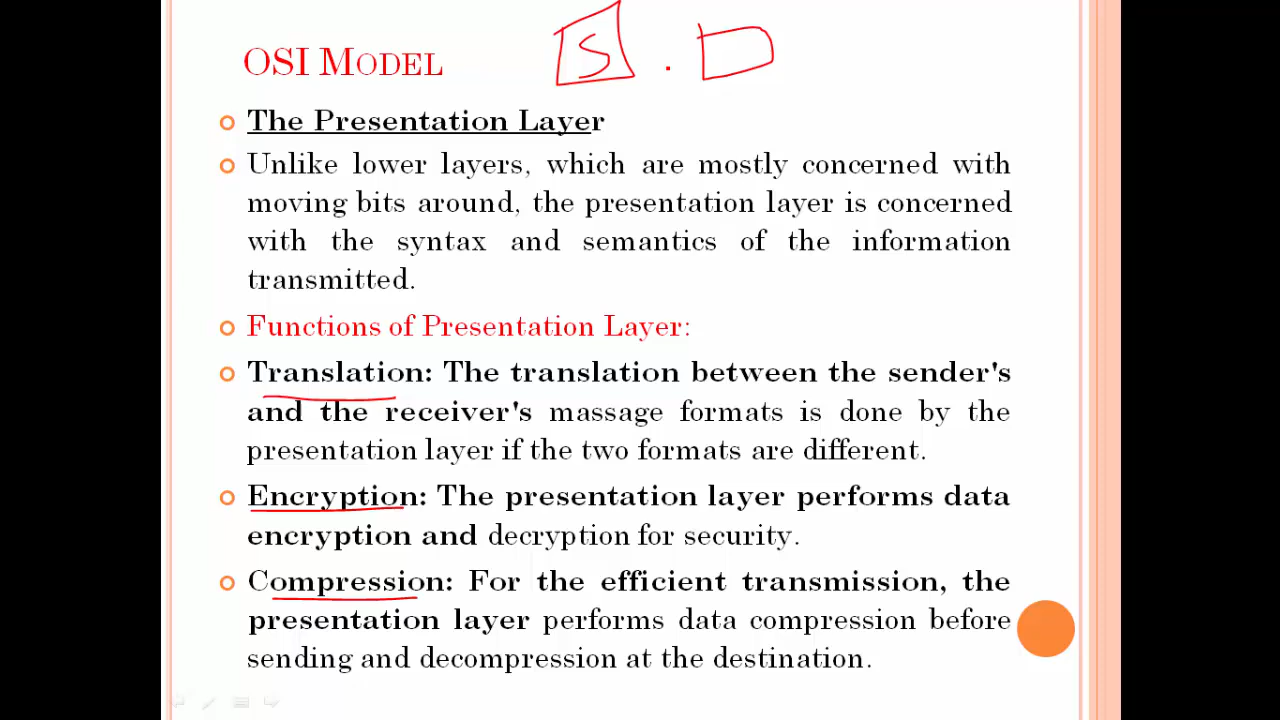 OSI MODEL
S
The Presentation Layer
Unlike lower layers, which are mostly concerned with
moving bits around, the presentation layer is concerned
with the syntax and semantics of the information
transmitted.
Functions of Presentation Layer:
Translation: The translation between the sender's
and the receiver's massage formats is done by the
presentation layer if the two formats are different.
Encryption: The presentation layer performs data
encryption and decryption for security.
Compression: For the efficient transmission, the
presentation layer performs data compression before
sending and decompression at the destination.